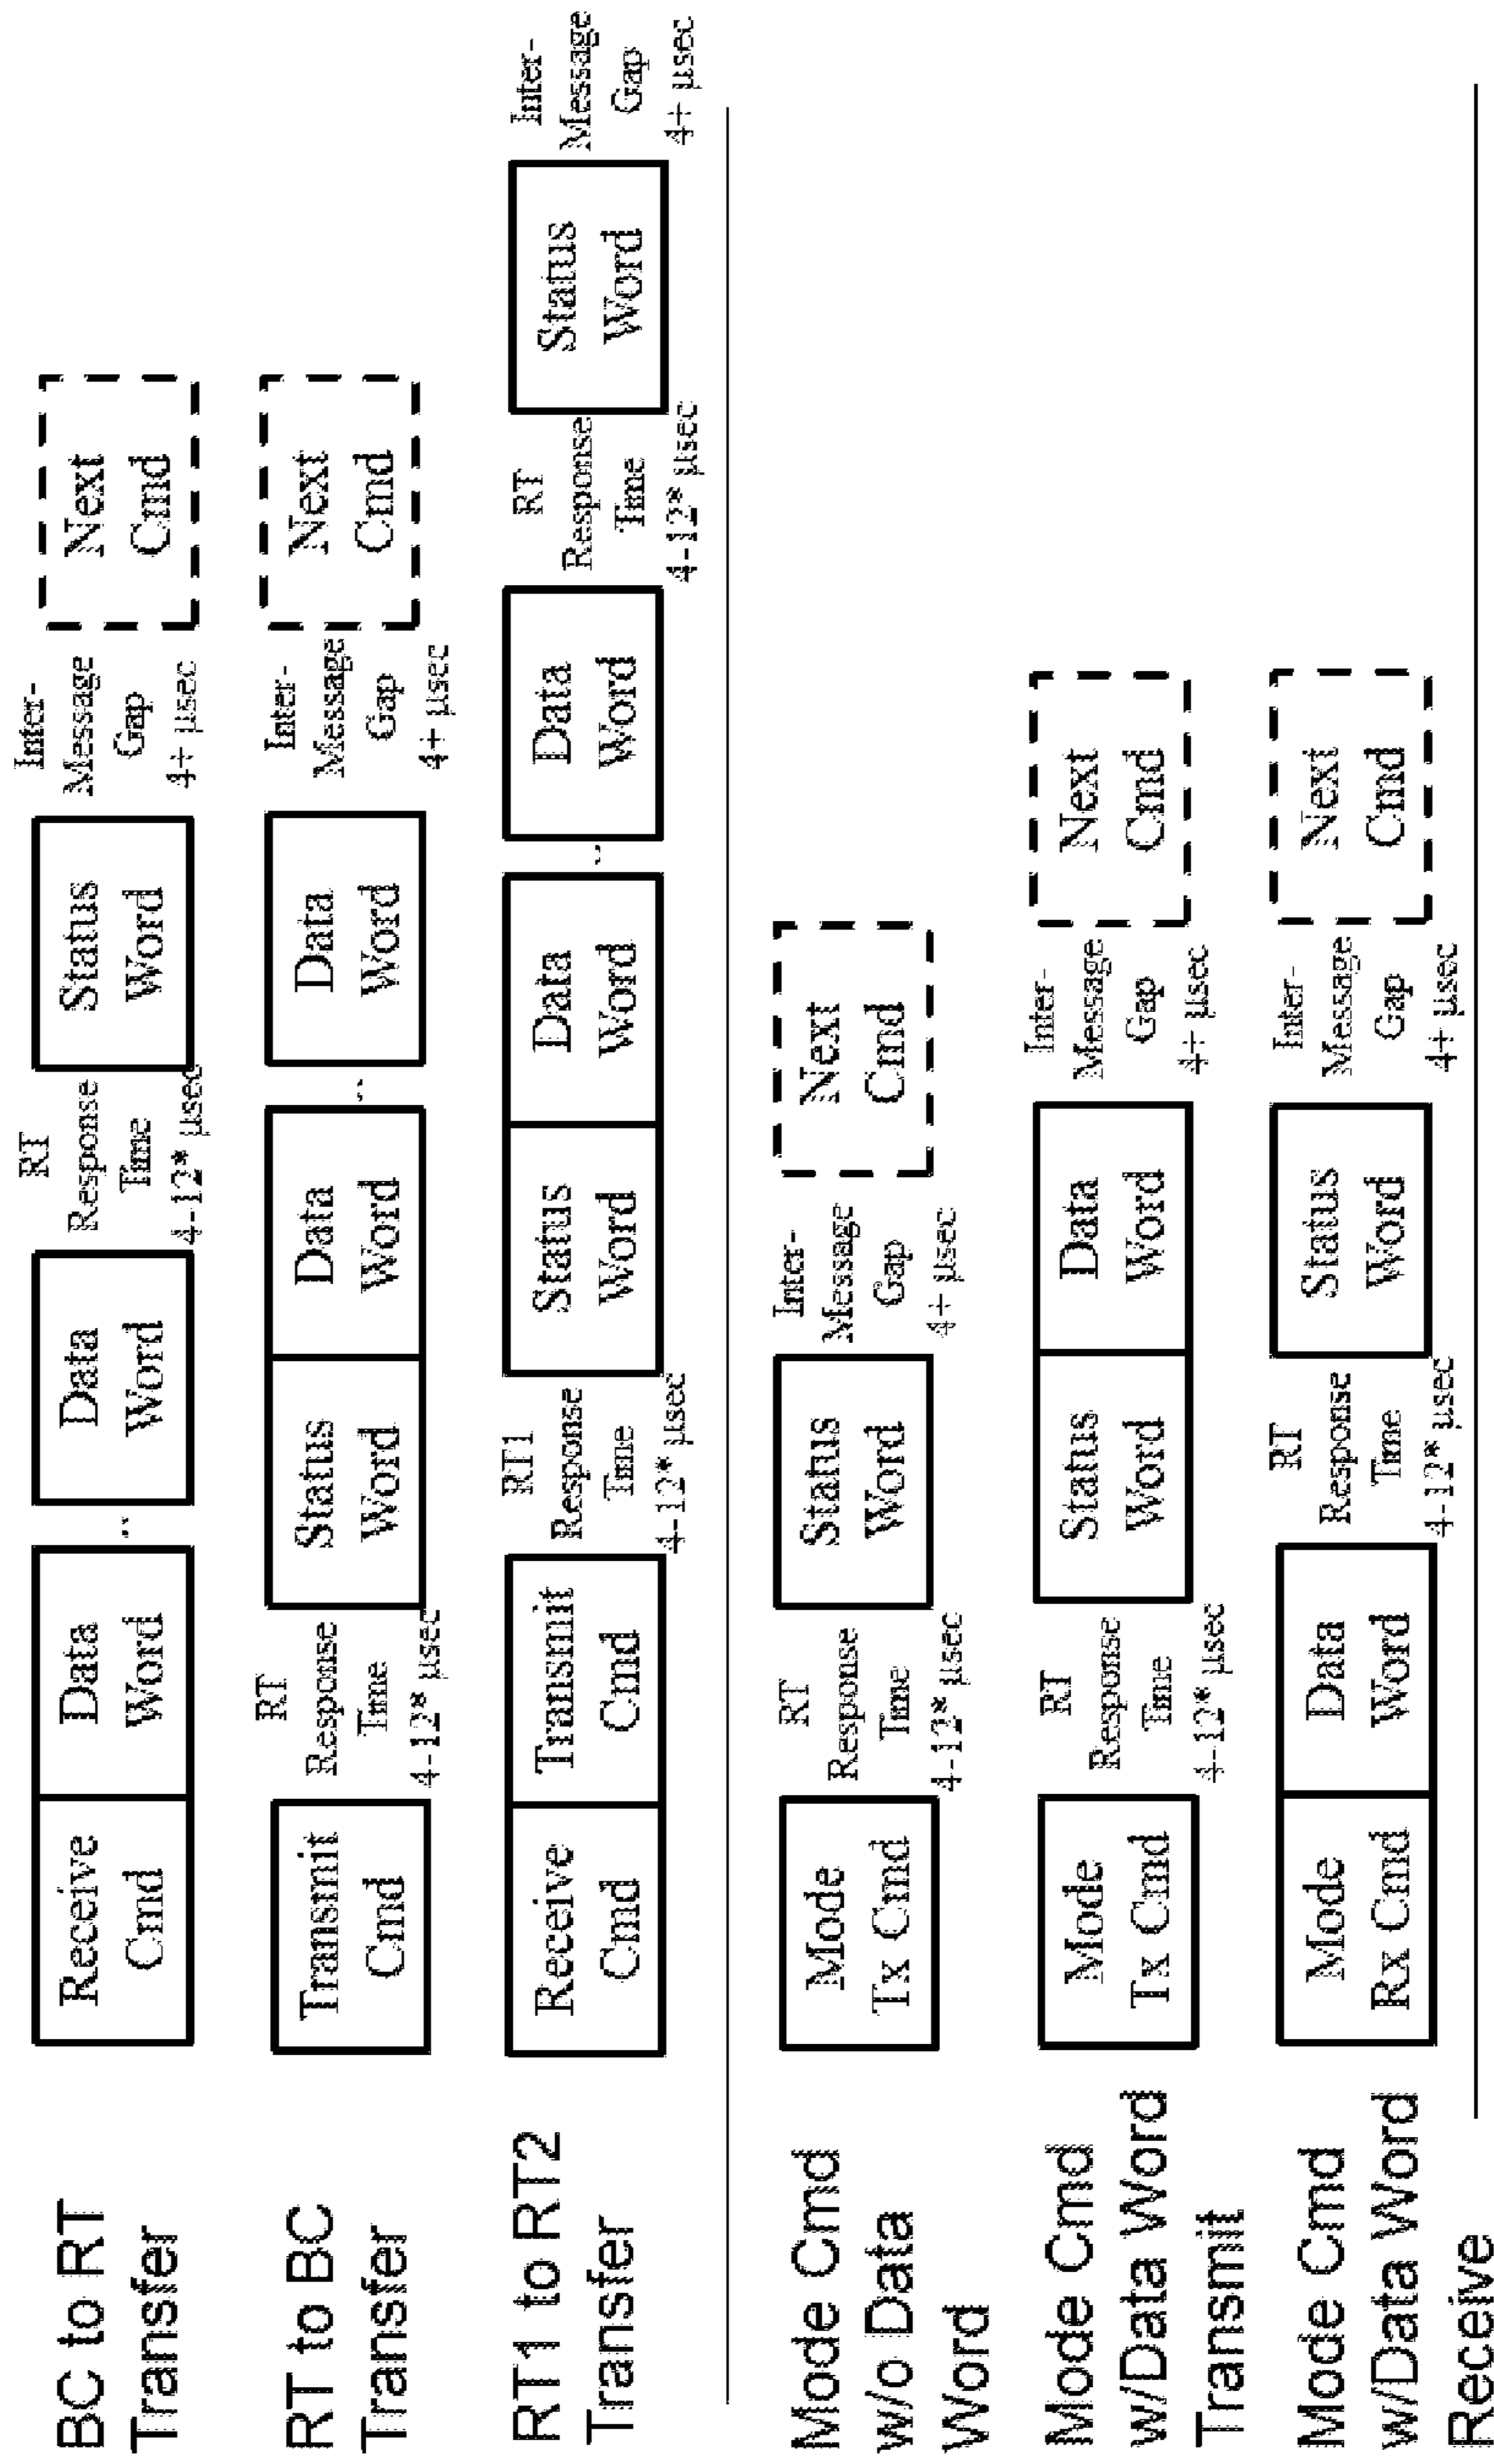 BC to RT
Transfer
Receive
Cmd
Data
Word
..
Data
Word
RT
Response
Time
4-12* µsec
Status
Word
Inter-
Message
Gap
4+ µsec
Next
Cmd
RT to BC
Transfer
Transmit
Cmd
RT
Response
Time
4-12* µsec
Status
Word
Data
Word
..
Data
Word
Inter-
Message
Gap
4+ µsec
Next
Cmd
RT1 to RT2
Transfer
Receive
Cmd
Transmit
Cmd
RT1
Response
Time
4-12* µsec
Status
Word
Data
Word
..
Data
Word
RT
Response
Time
4-12* µsec
Status
Word
Inter-
Message
Gap
4+ µsec
Mode Cmd
w/o Data
Word
Mode
Tx Cmd
RT
Response
Time
4-12* µsec
Status
Word
Inter-
Message
Gap
4+ µsec
Next
Cmd
Mode Cmd
w/Data Word
Transmit
Mode
Tx Cmd
RT
Response
Time
4-12* µsec
Status
Word
Data
Word
Inter-
Message
Gap
4+ µsec
Next
Cmd
Mode Cmd
w/Data Word
Receive
Mode
Rx Cmd
Data
Word
RT
Response
Time
4-12* µsec
Status
Word
Inter-
Message
Gap
4+ µsec
Next
Cmd